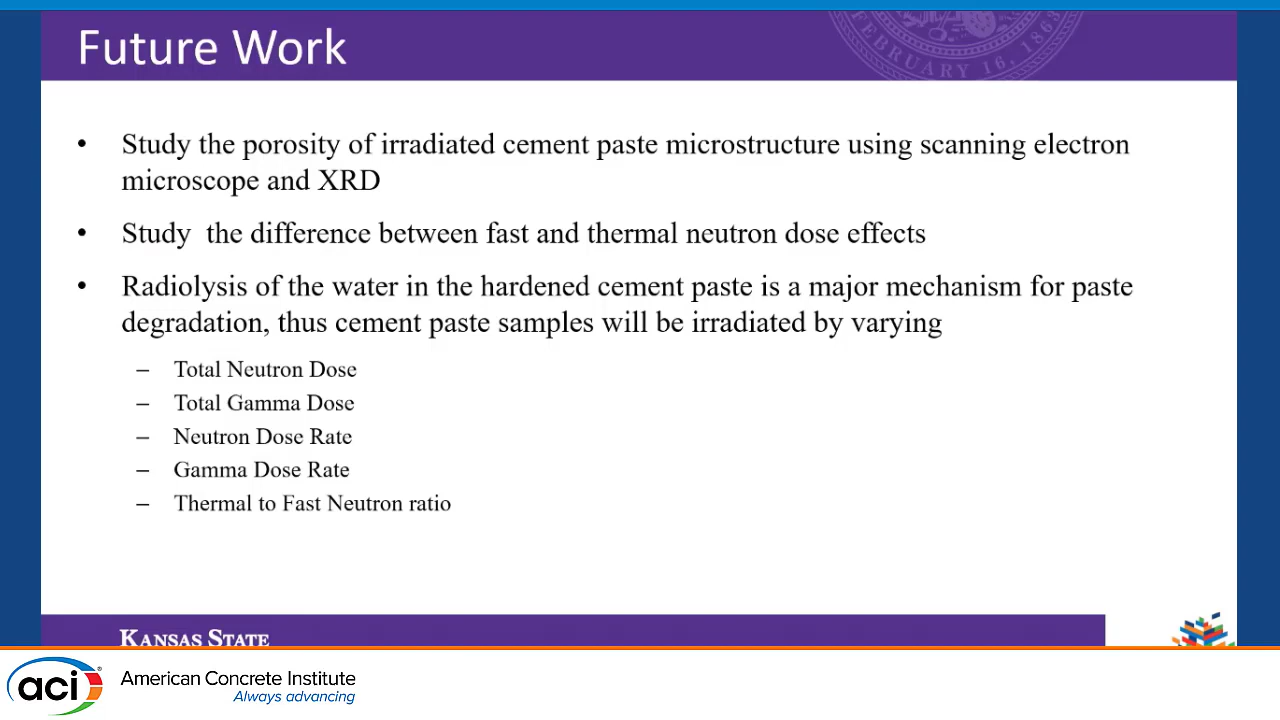 Future Work
FEBRUARY 16, 1863
• Study the porosity of irradiated cement paste microstructure using scanning electron
microscope and XRD
• Study  the difference between fast and thermal neutron dose effects
• Radiolysis of the water in the hardened cement paste is a major mechanism for paste
degradation, thus cement paste samples will be irradiated by varying
– Total Neutron Dose
– Total Gamma Dose
– Neutron Dose Rate
– Gamma Dose Rate
– Thermal to Fast Neutron ratio
KANSAS STATE
aci®
American Concrete Institute
Always advancing